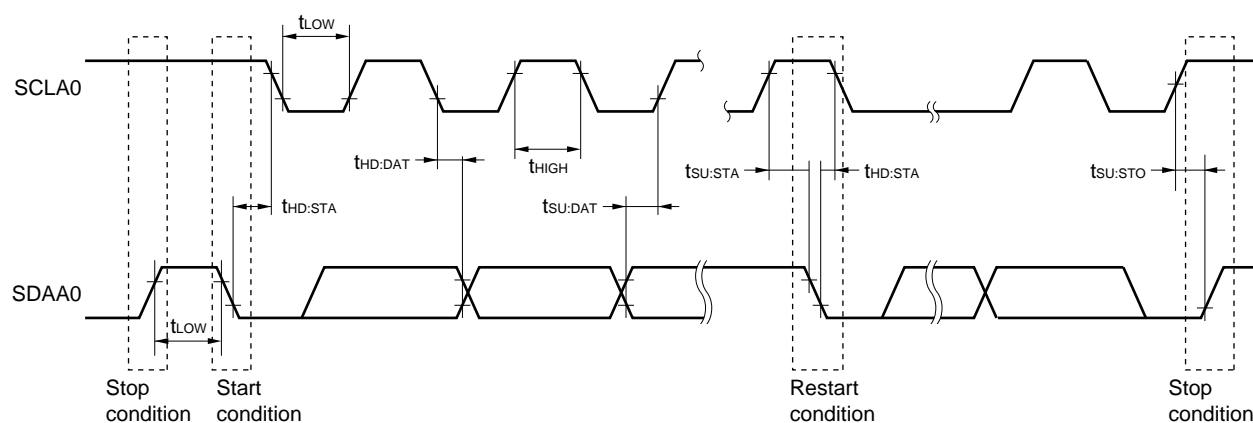 tLOW
SCLA0
tHD:DAT
tHIGH
tSU:STA
tHD:STA
tSU:STO
tHD:STA
tSU:DAT
SDAA0
tLOW
Stop
condition
Start
condition
Restart
condition
Stop
condition